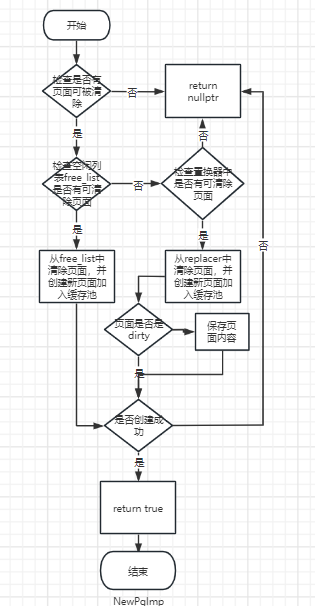 开始
检查是否有
页面可被清
除
否
return
nullptr
是
否
检查空闲列
表free_list
是否有可清
除页面
否
检查置换器中
是否有可清除
页面
是
是
否
从free_list中
清除页面，并
创建新页面加
入缓存池
从replacer中
清除页面，并
创建新页面加
入缓存池
页面是否是
dirty
保存页
面内容
是
是否创建成
功
是
return true
结束
NewPgImp